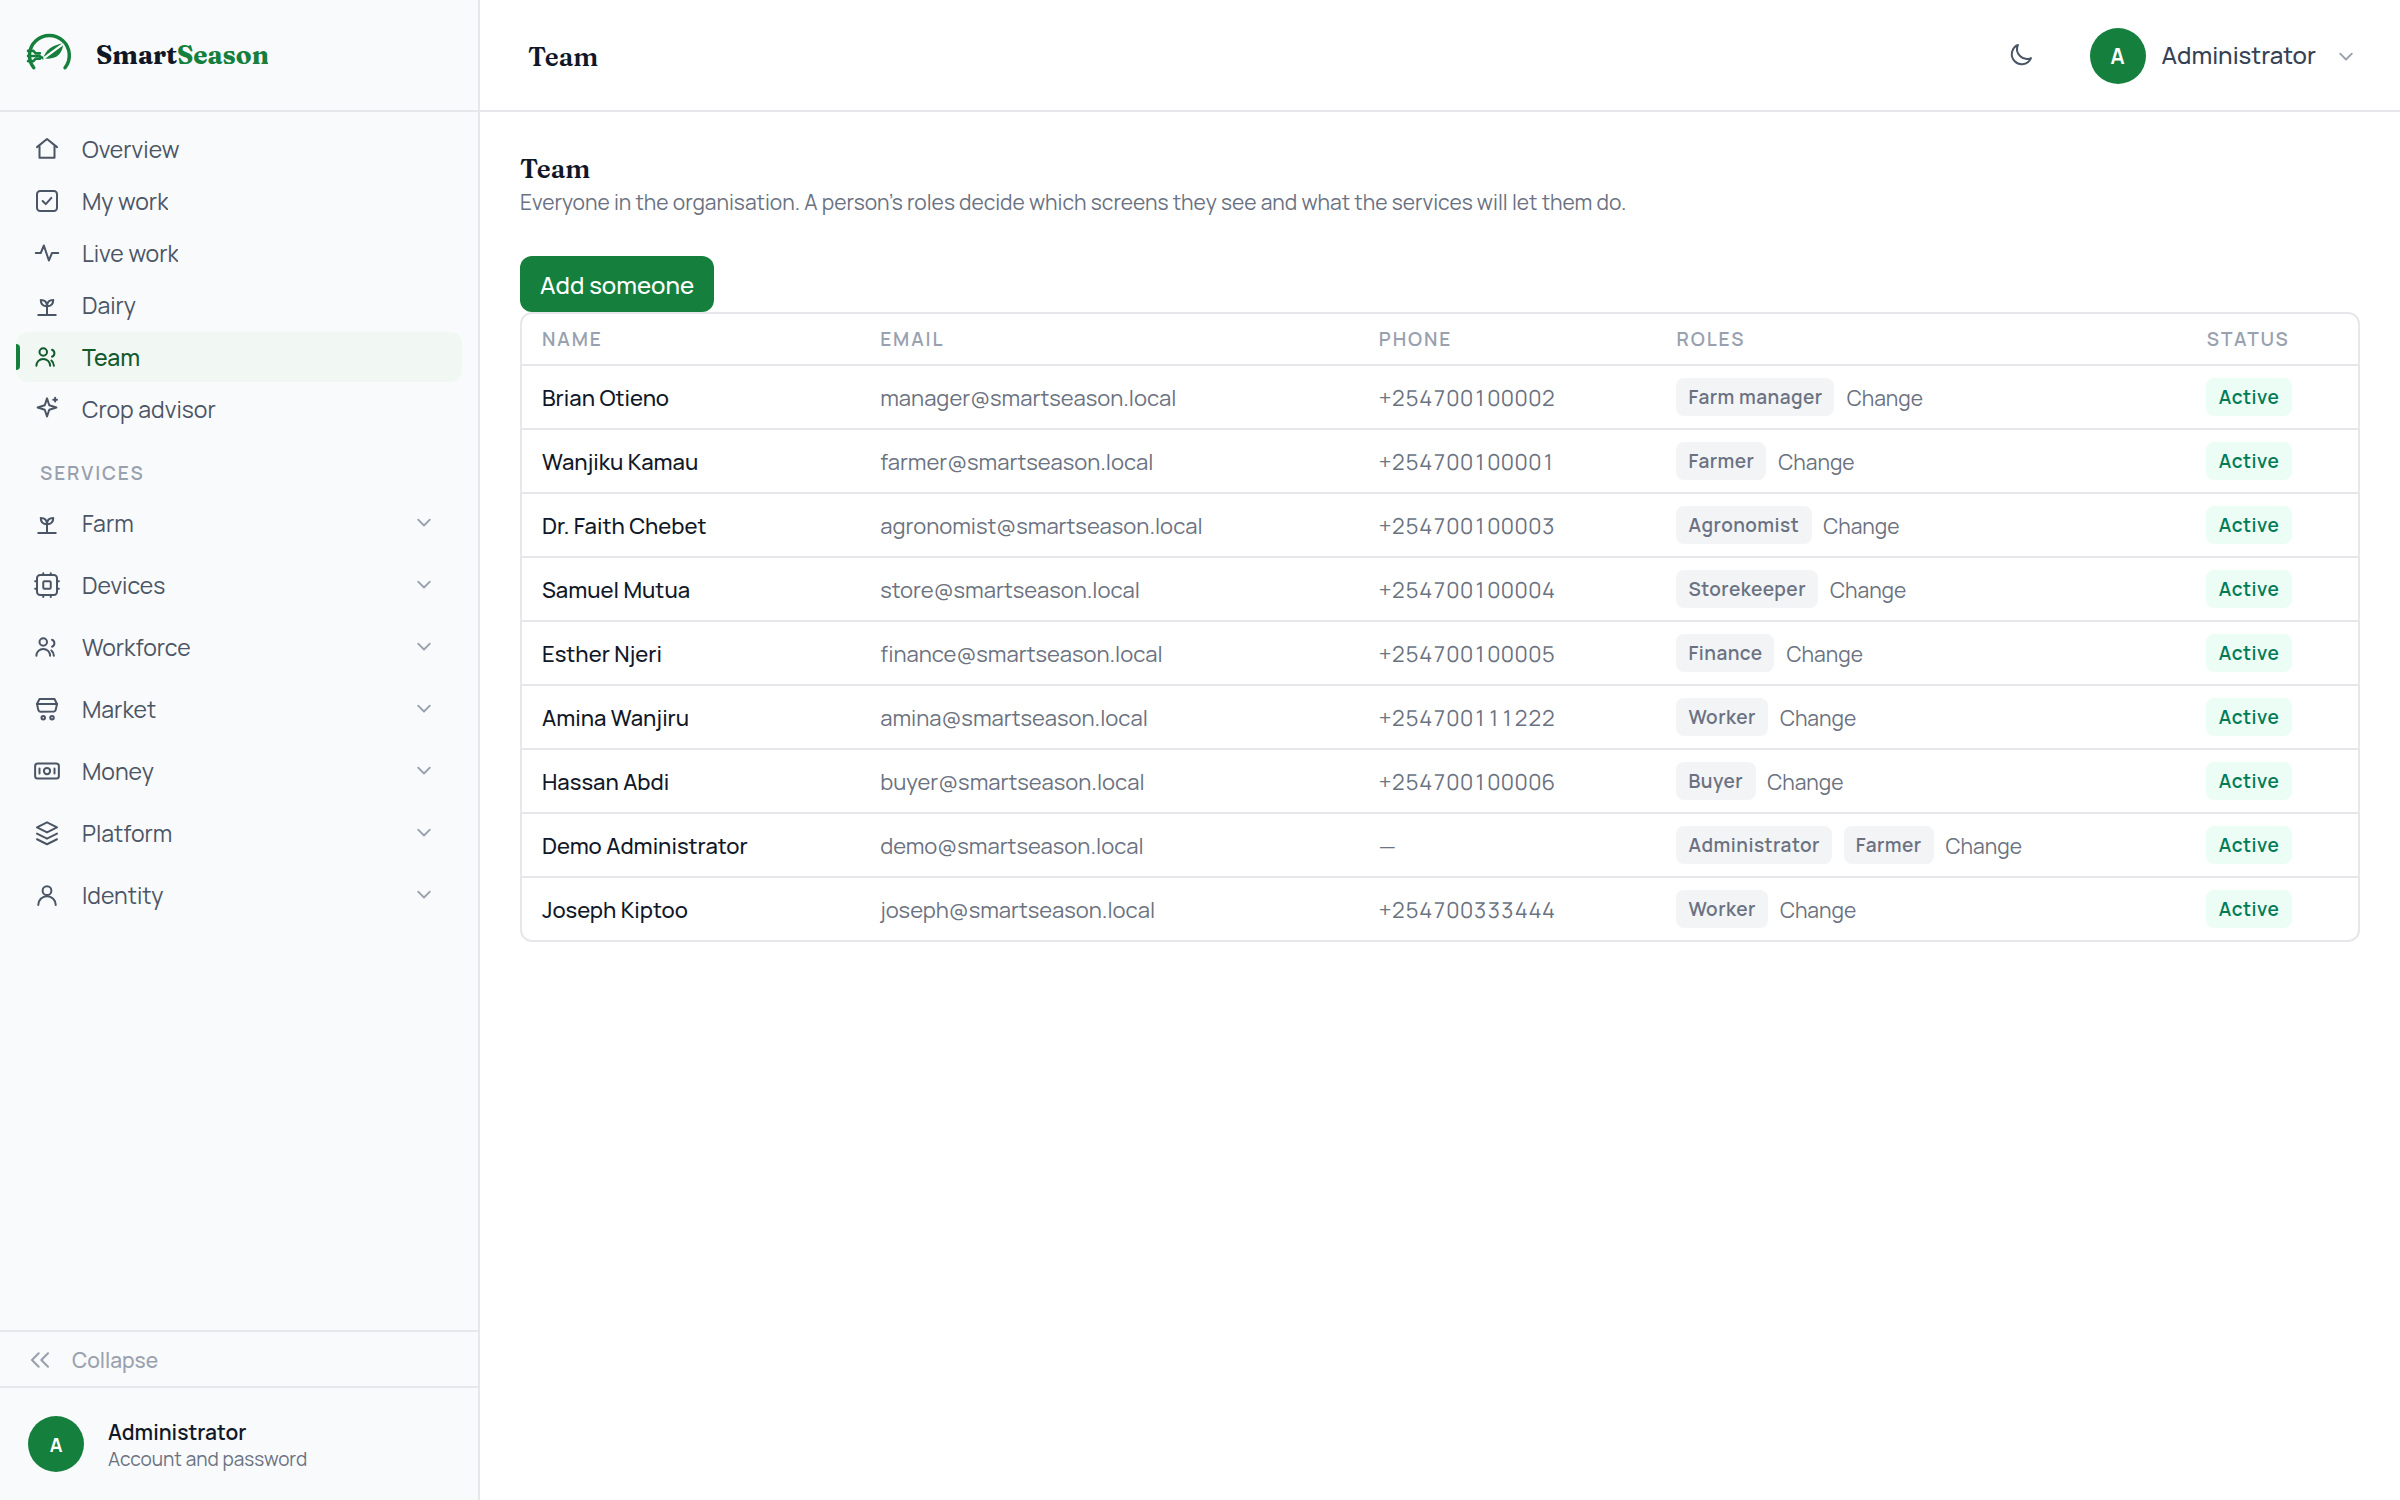 SmartSeason
Team
A
Administrator
Overview
My work
Live work
Dairy
Team
Crop advisor
SERVICES
Farm
Devices
Workforce
Market
Money
Platform
Identity
Collapse
A
Administrator
Account and password
Team
Everyone in the organisation. A person's roles decide which screens they see and what the services will let them do.
Add someone
NAME EMAIL PHONE ROLES STATUS
Brian Otieno manager@smartseason.local +254700100002 Farm manager Change Active
Wanjiku Kamau farmer@smartseason.local +254700100001 Farmer Change Active
Dr. Faith Chebet agronomist@smartseason.local +254700100003 Agronomist Change Active
Samuel Mutua store@smartseason.local +254700100004 Storekeeper Change Active
Esther Njeri finance@smartseason.local +254700100005 Finance Change Active
Amina Wanjiru amina@smartseason.local +254700111222 Worker Change Active
Hassan Abdi buyer@smartseason.local +254700100006 Buyer Change Active
Demo Administrator demo@smartseason.local — Administrator Farmer Change Active
Joseph Kiptoo joseph@smartseason.local +254700333444 Worker Change Active